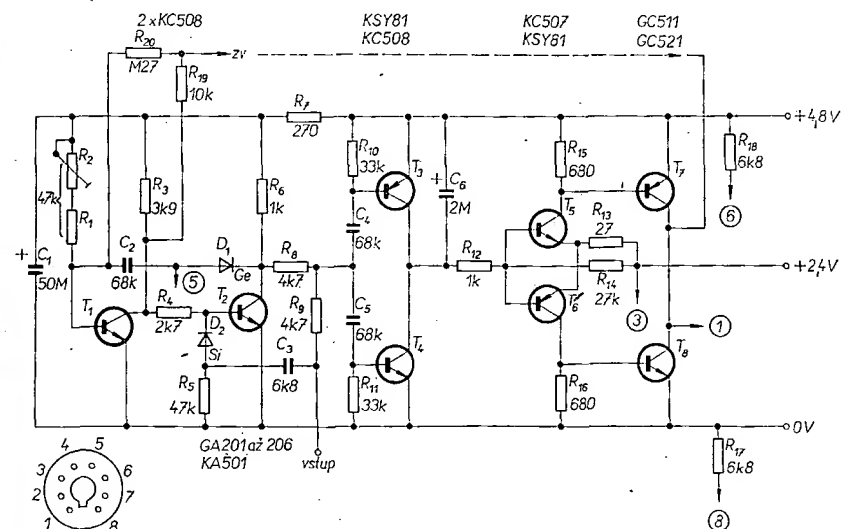 2xKC508
KSY81
KC508
KC507
KSY81
GC511
GC521
R20
M27
zv
R19
10k
R7
270
+4,8V
R2
47k
R1
R3
3k9
R6
1k
R10
33k
T3
C6
2M
R15
680
T7
R18
6k8
6
C1
50M
C2
68k
5
D1
Ge
R8
4k7
C4
68k
T5
R13
27
R12
1k
+2,4V
R14
27k
3
T1
R4
2k7
T2
D2
Si
R9
4k7
C5
68k
T6
1
C3
6k8
R5
47k
T4
R11
33k
R16
680
T8
0V
GA201 až 206
KA501
vstup
R17
6k8
8
4 5
3 6
2 7
1 8